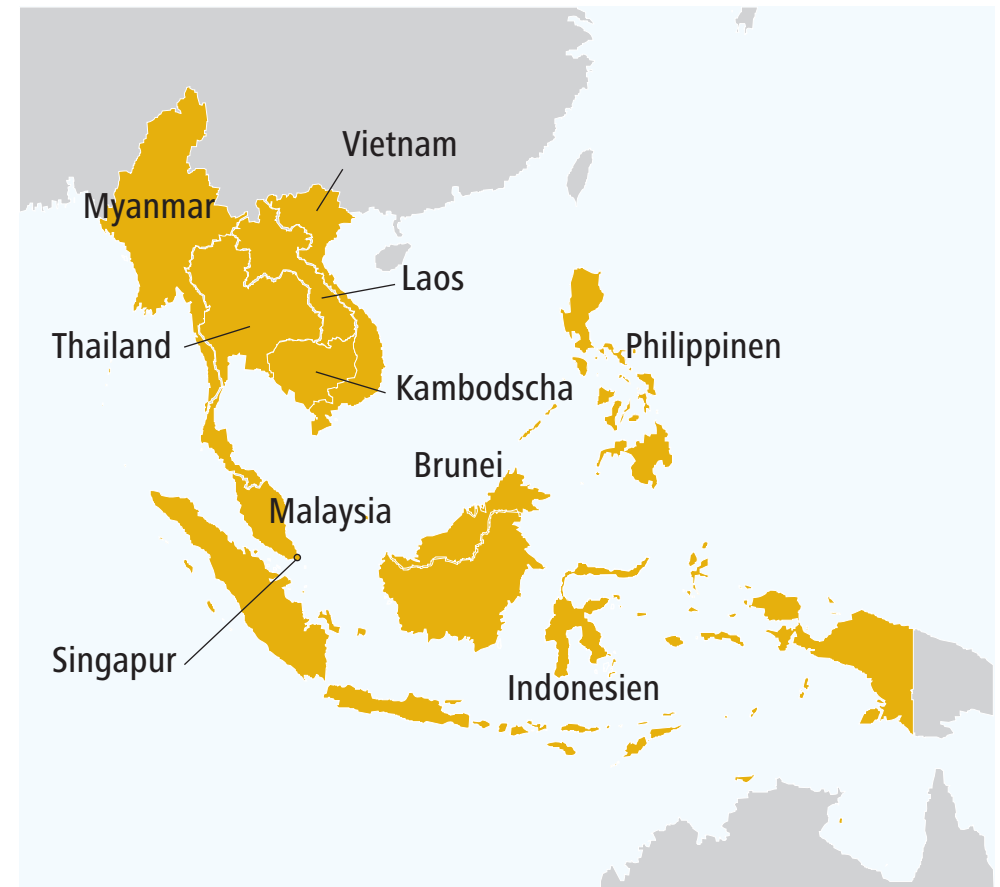 Vietnam
Myanmar
Laos
Thailand
Philippinen
Kambodscha
Brunei
Malaysia
Singapur
Indonesien